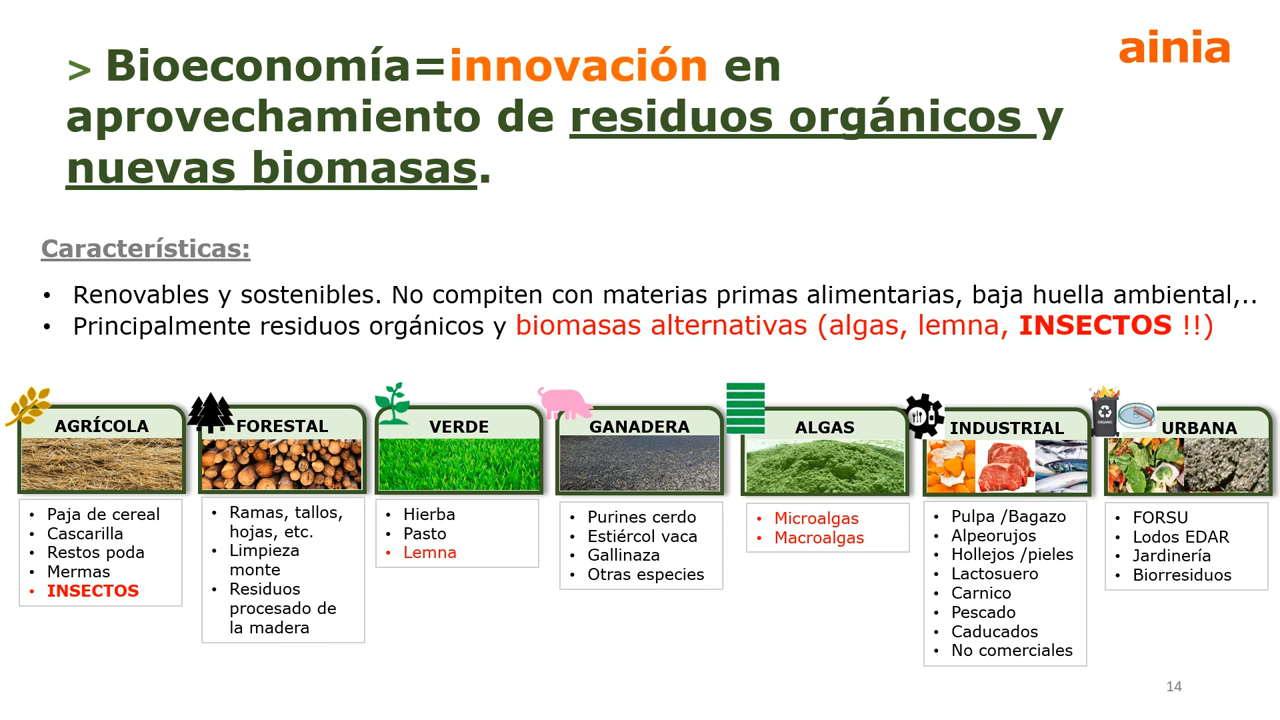 ainia
> Bioeconomía=innovación en
aprovechamiento de residuos orgánicos y
nuevas biomasas.
Características:
• Renovables y sostenibles. No compiten con materias primas alimentarias, baja huella ambiental,..
• Principalmente residuos orgánicos y biomasas alternativas (algas, lemna, INSECTOS !!)
AGRÍCOLA
• Paja de cereal
• Cascarilla
• Restos poda
• Mermas
• INSECTOS
FORESTAL
• Ramas, tallos,
hojas, etc.
• Limpieza
monte
• Residuos
procesado de
la madera
VERDE
• Hierba
• Pasto
• Lemna
GANADERA
• Purines cerdo
• Estiércol vaca
• Gallinaza
• Otras especies
ALGAS
• Microalgas
• Macroalgas
INDUSTRIAL
• Pulpa /Bagazo
• Alpeorujos
• Hollejos /pieles
• Lactosuero
• Carnico
• Pescado
• Caducados
• No comerciales
ORGANIC
URBANA
• FORSU
• Lodos EDAR
• Jardinería
• Biorresiduos
14